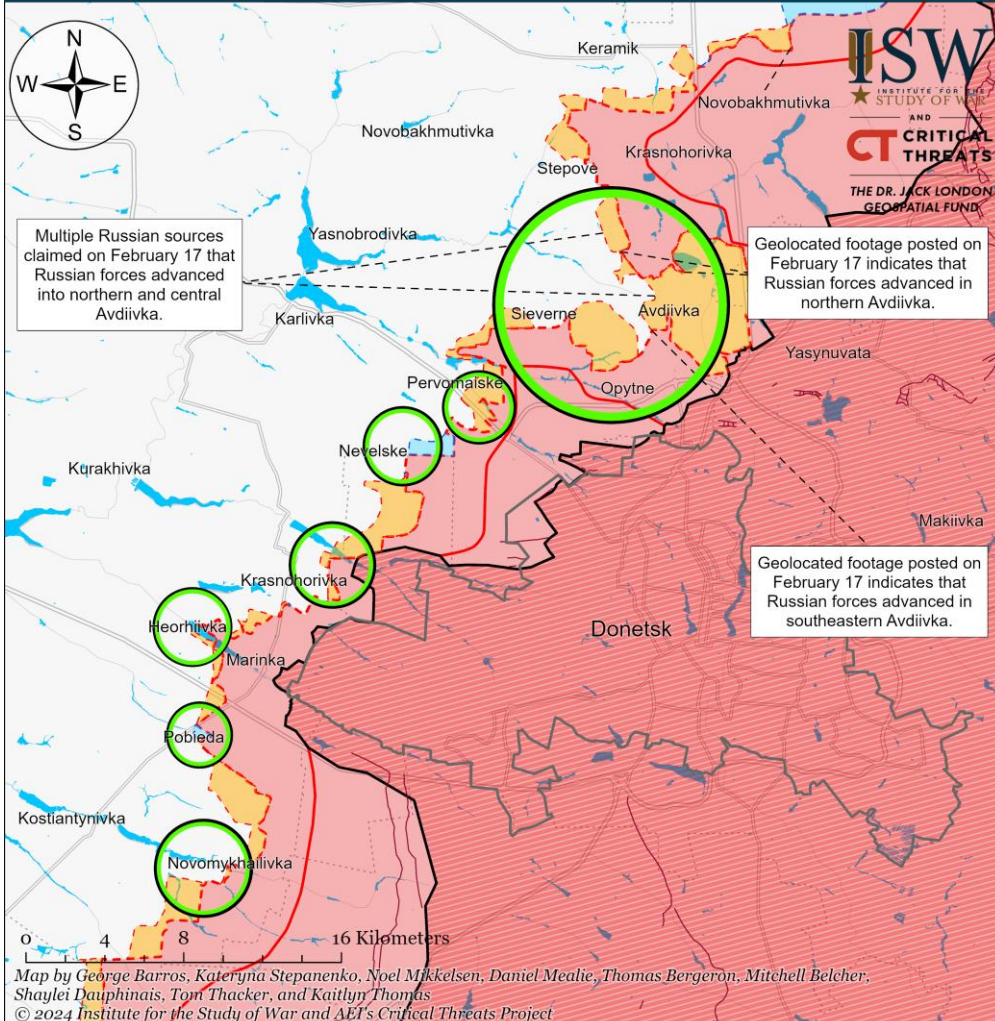 N
W E
S
Keramik
ISW
INSTITUTE FOR THE
STUDY OF WAR
AND
CT CRITICAL
THREATS
THE DR. JACK LONDON
GEOSPATIAL FUND
Novobakhmutivka
Novobakhmutivka
Krasnohorivka
Stepove
Multiple Russian sources
claimed on February 17 that
Russian forces advanced
into northern and central
Avdiivka.
Yasnobrodivka
Geolocated footage posted on
February 17 indicates that
Russian forces advanced in
northern Avdiivka.
Karlivka
Sieverne
Avdiivka
Yasynuvata
Pervomaiske
Opytne
Nevelske
Kurakhivka
Makiivka
Krasnohorivka
Geolocated footage posted on
February 17 indicates that
Russian forces advanced in
southeastern Avdiivka.
Heorhiivka
Donetsk
Marinka
Pobieda
Kostiantynivka
Novomykhailivka
0 4 8 16 Kilometers
Map by George Barros, Kateryna Stepanenko, Noel Mikkelsen, Daniel Mealie, Thomas Bergeron, Mitchell Belcher,
Shaylei Dauphinais, Tom Thacker, and Kaitlyn Thomas
© 2024 Institute for the Study of War and AEI's Critical Threats Project